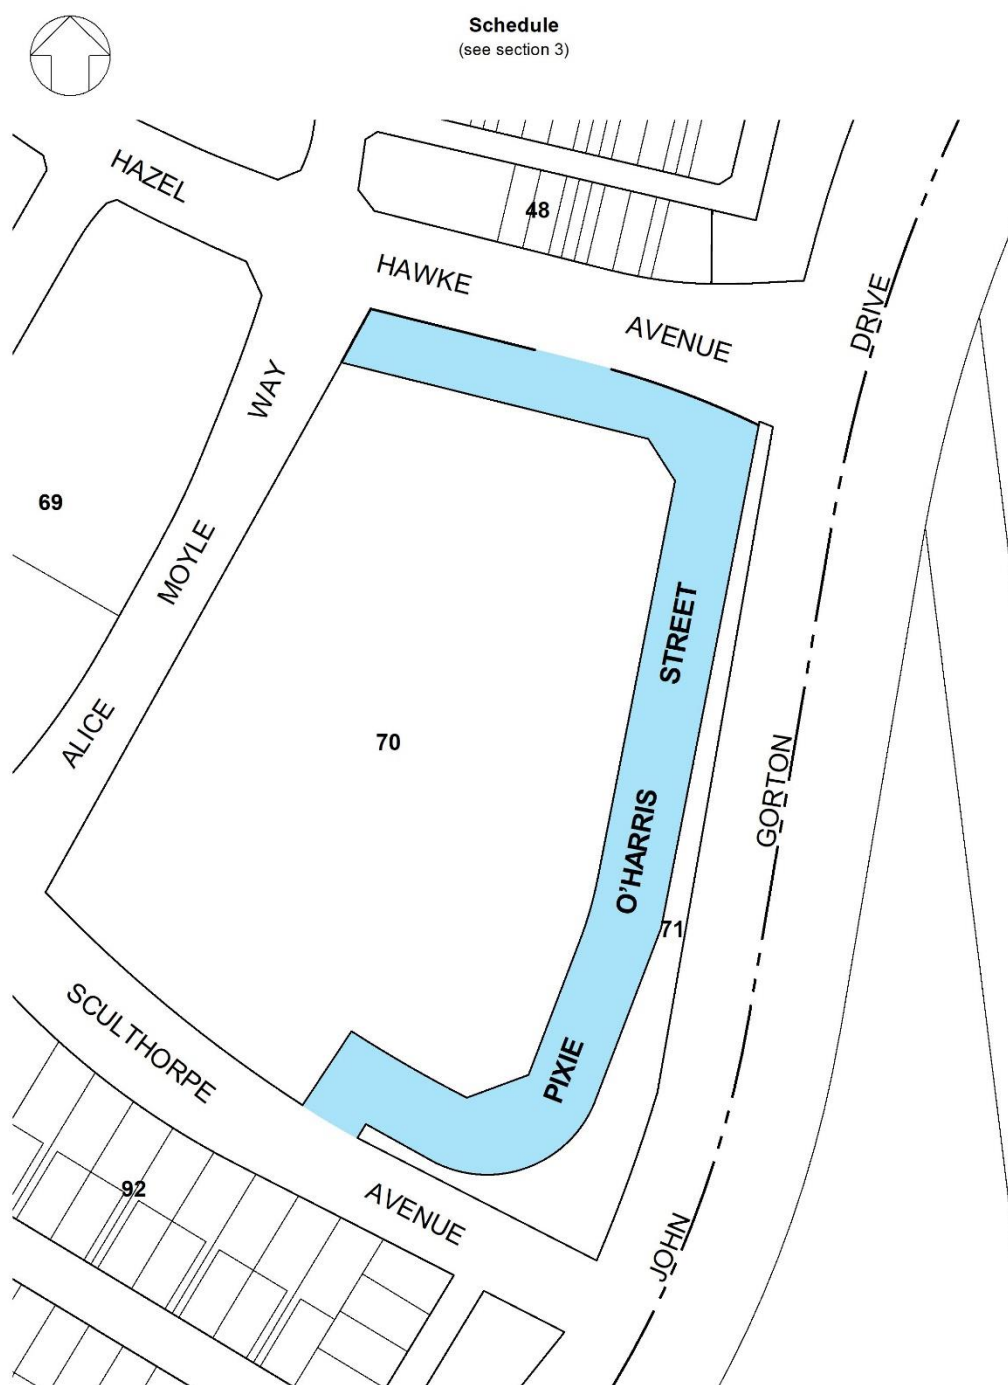 Schedule
(see section 3)
HAZEL
HAWKE
AVENUE
48
DRIVE
WAY
69
MOYLE
STREET
ALICE
70
GORTON
O'HARRIS
71
SCULTHORPE
PIXIE
92
AVENUE
JOHN